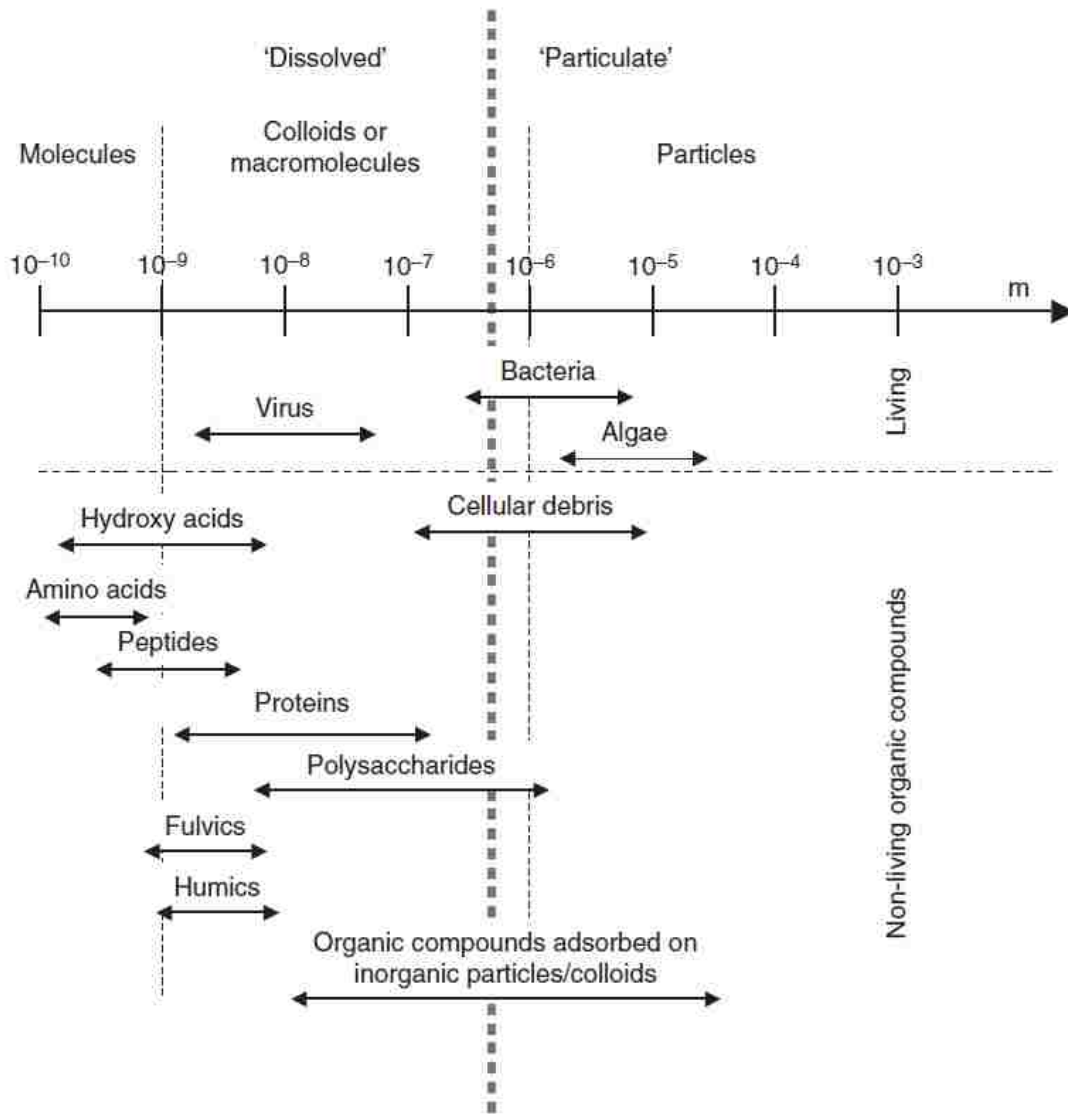 ‘Dissolved’ ‘Particulate’
Molecules
Colloids or
macromolecules
Particles
10⁻¹⁰ 10⁻⁹ 10⁻⁸ 10⁻⁷ 10⁻⁶ 10⁻⁵ 10⁻⁴ 10⁻³
m
Bacteria
Virus
Algae
Living
Cellular debris
Hydroxy acids
Amino acids
Peptides
Proteins
Polysaccharides
Fulvics
Humics
Organic compounds adsorbed on
inorganic particles/colloids
Non-living organic compounds